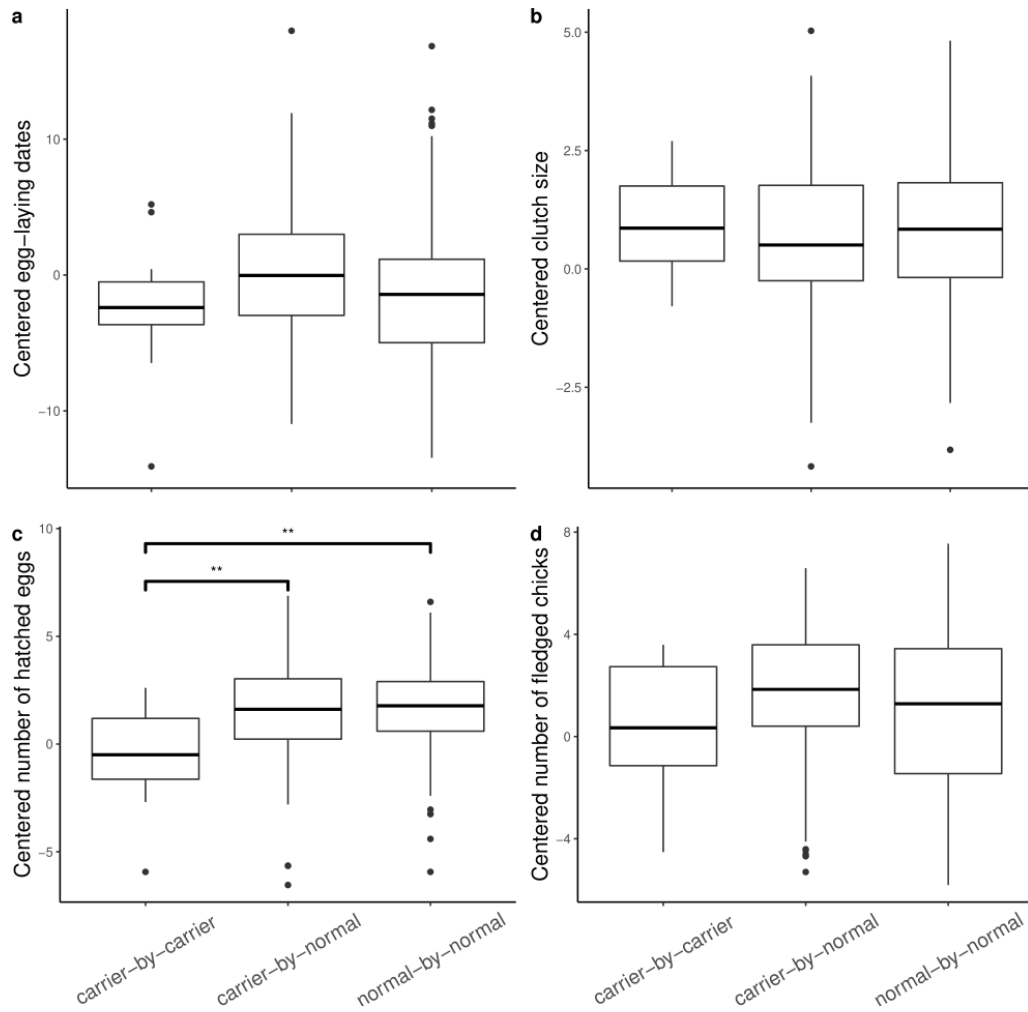 a
Centered egg-laying dates
10
0
−10
b
Centered clutch size
5.0
2.5
0.0
−2.5
c
Centered number of hatched eggs
10
5
0
−5
**
**
carrier-by-carrier
carrier-by-normal
normal-by-normal
d
Centered number of fledged chicks
8
4
0
−4
carrier-by-carrier
carrier-by-normal
normal-by-normal